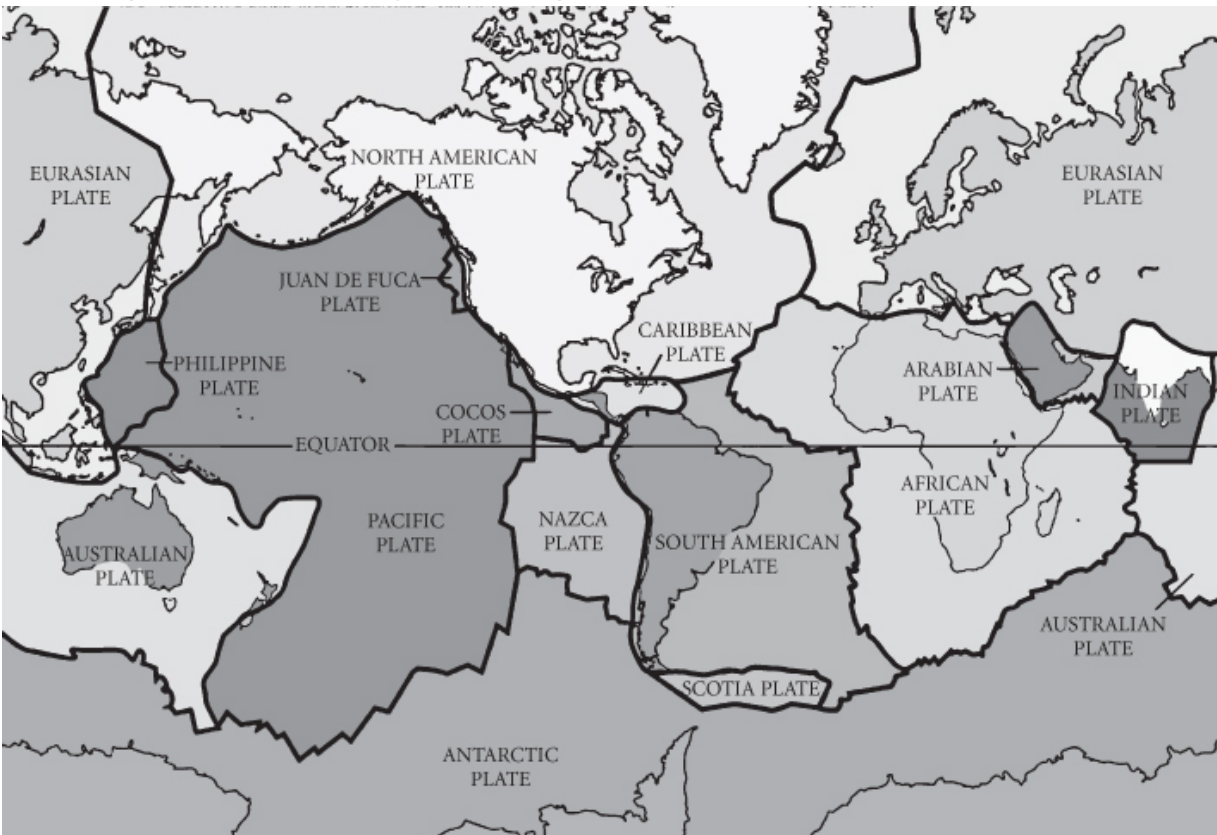 NORTH AMERICAN
PLATE
EURASIAN
PLATE
EURASIAN
PLATE
JUAN DE FUCA
PLATE
CARIBBEAN
PLATE
PHILIPPINE
PLATE
ARABIAN
PLATE
INDIAN
PLATE
COCOS
PLATE
EQUATOR
AFRICAN
PLATE
PACIFIC
PLATE
NAZCA
PLATE
SOUTH AMERICAN
PLATE
AUSTRALIAN
PLATE
AUSTRALIAN
PLATE
SCOTIA PLATE
ANTARCTIC
PLATE